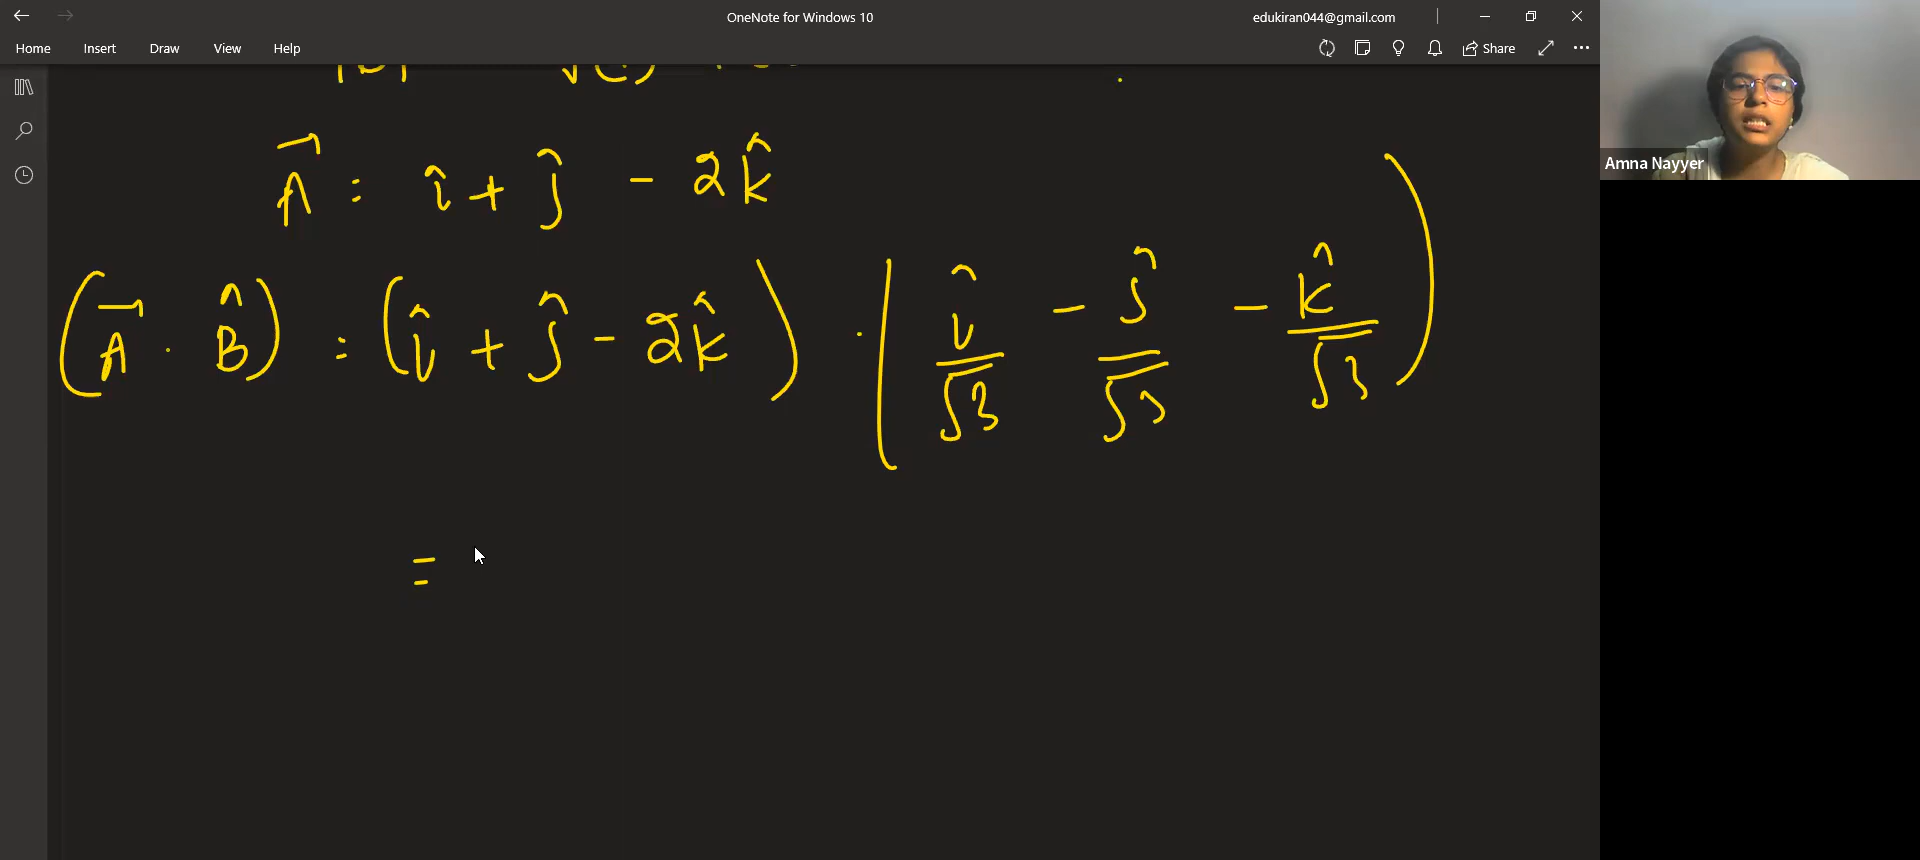 OneNote for Windows 10
edukiran044@gmail.com
Home Insert Draw View Help
Share
Amna Nayyer
A⃗ : î + ĵ - 2k̂
(A⃗ . B̂) = (î + ĵ - 2k̂) . (î/√3 - ĵ/√3 - k̂/√3)
=